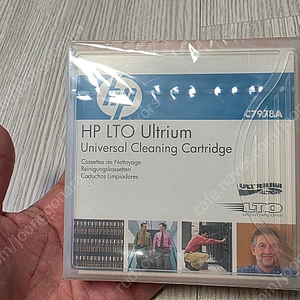 hp
C7978A
HP LTO Ultrium
Universal Cleaning Cartridge
Cassettes de Nettoyage
Reinigungskassetten
Cartuchos Limpiadores
ULTRIUM
LTO